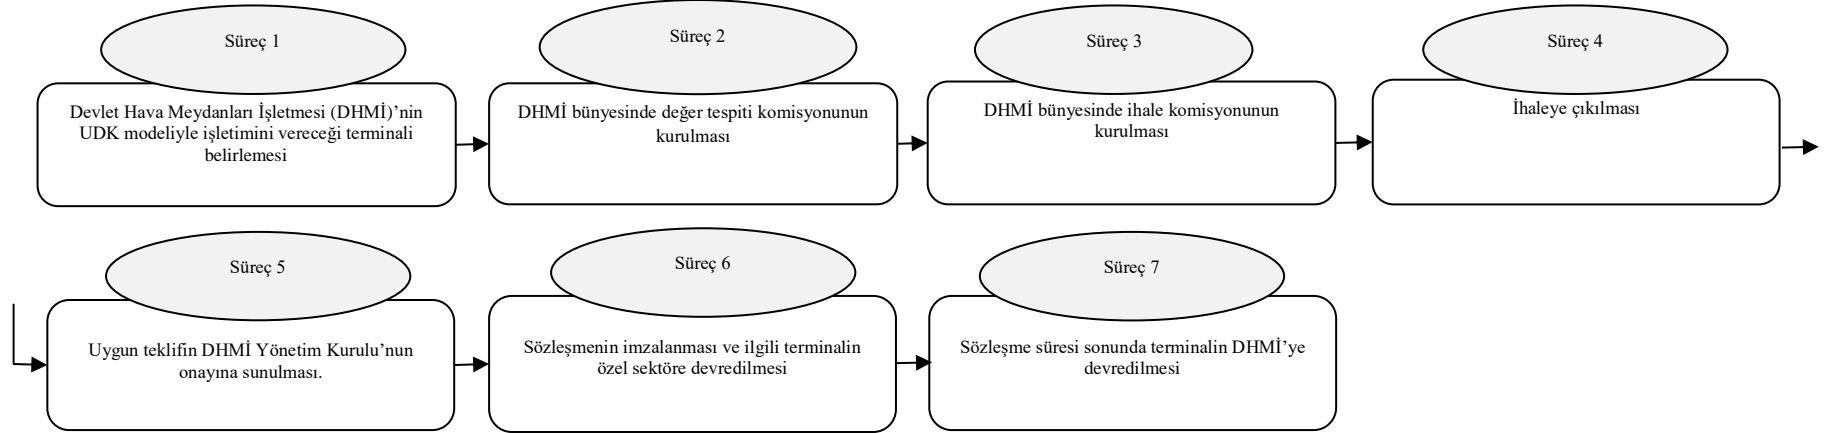 Süreç 1
Devlet Hava Meydanları İşletmesi (DHMİ)’nin
UDK modeliyle işletimini vereceği terminali
belirlemesi
Süreç 2
DHMİ bünyesinde değer tespiti komisyonunun
kurulması
Süreç 3
DHMİ bünyesinde ihale komisyonunun
kurulması
Süreç 4
İhaleye çıkılması
Süreç 5
Uygun teklifin DHMİ Yönetim Kurulu’nun
onayına sunulması.
Süreç 6
Sözleşmenin imzalanması ve ilgili terminalin
özel sektöre devredilmesi
Süreç 7
Sözleşme süresi sonunda terminalin DHMİ’ye
devredilmesi